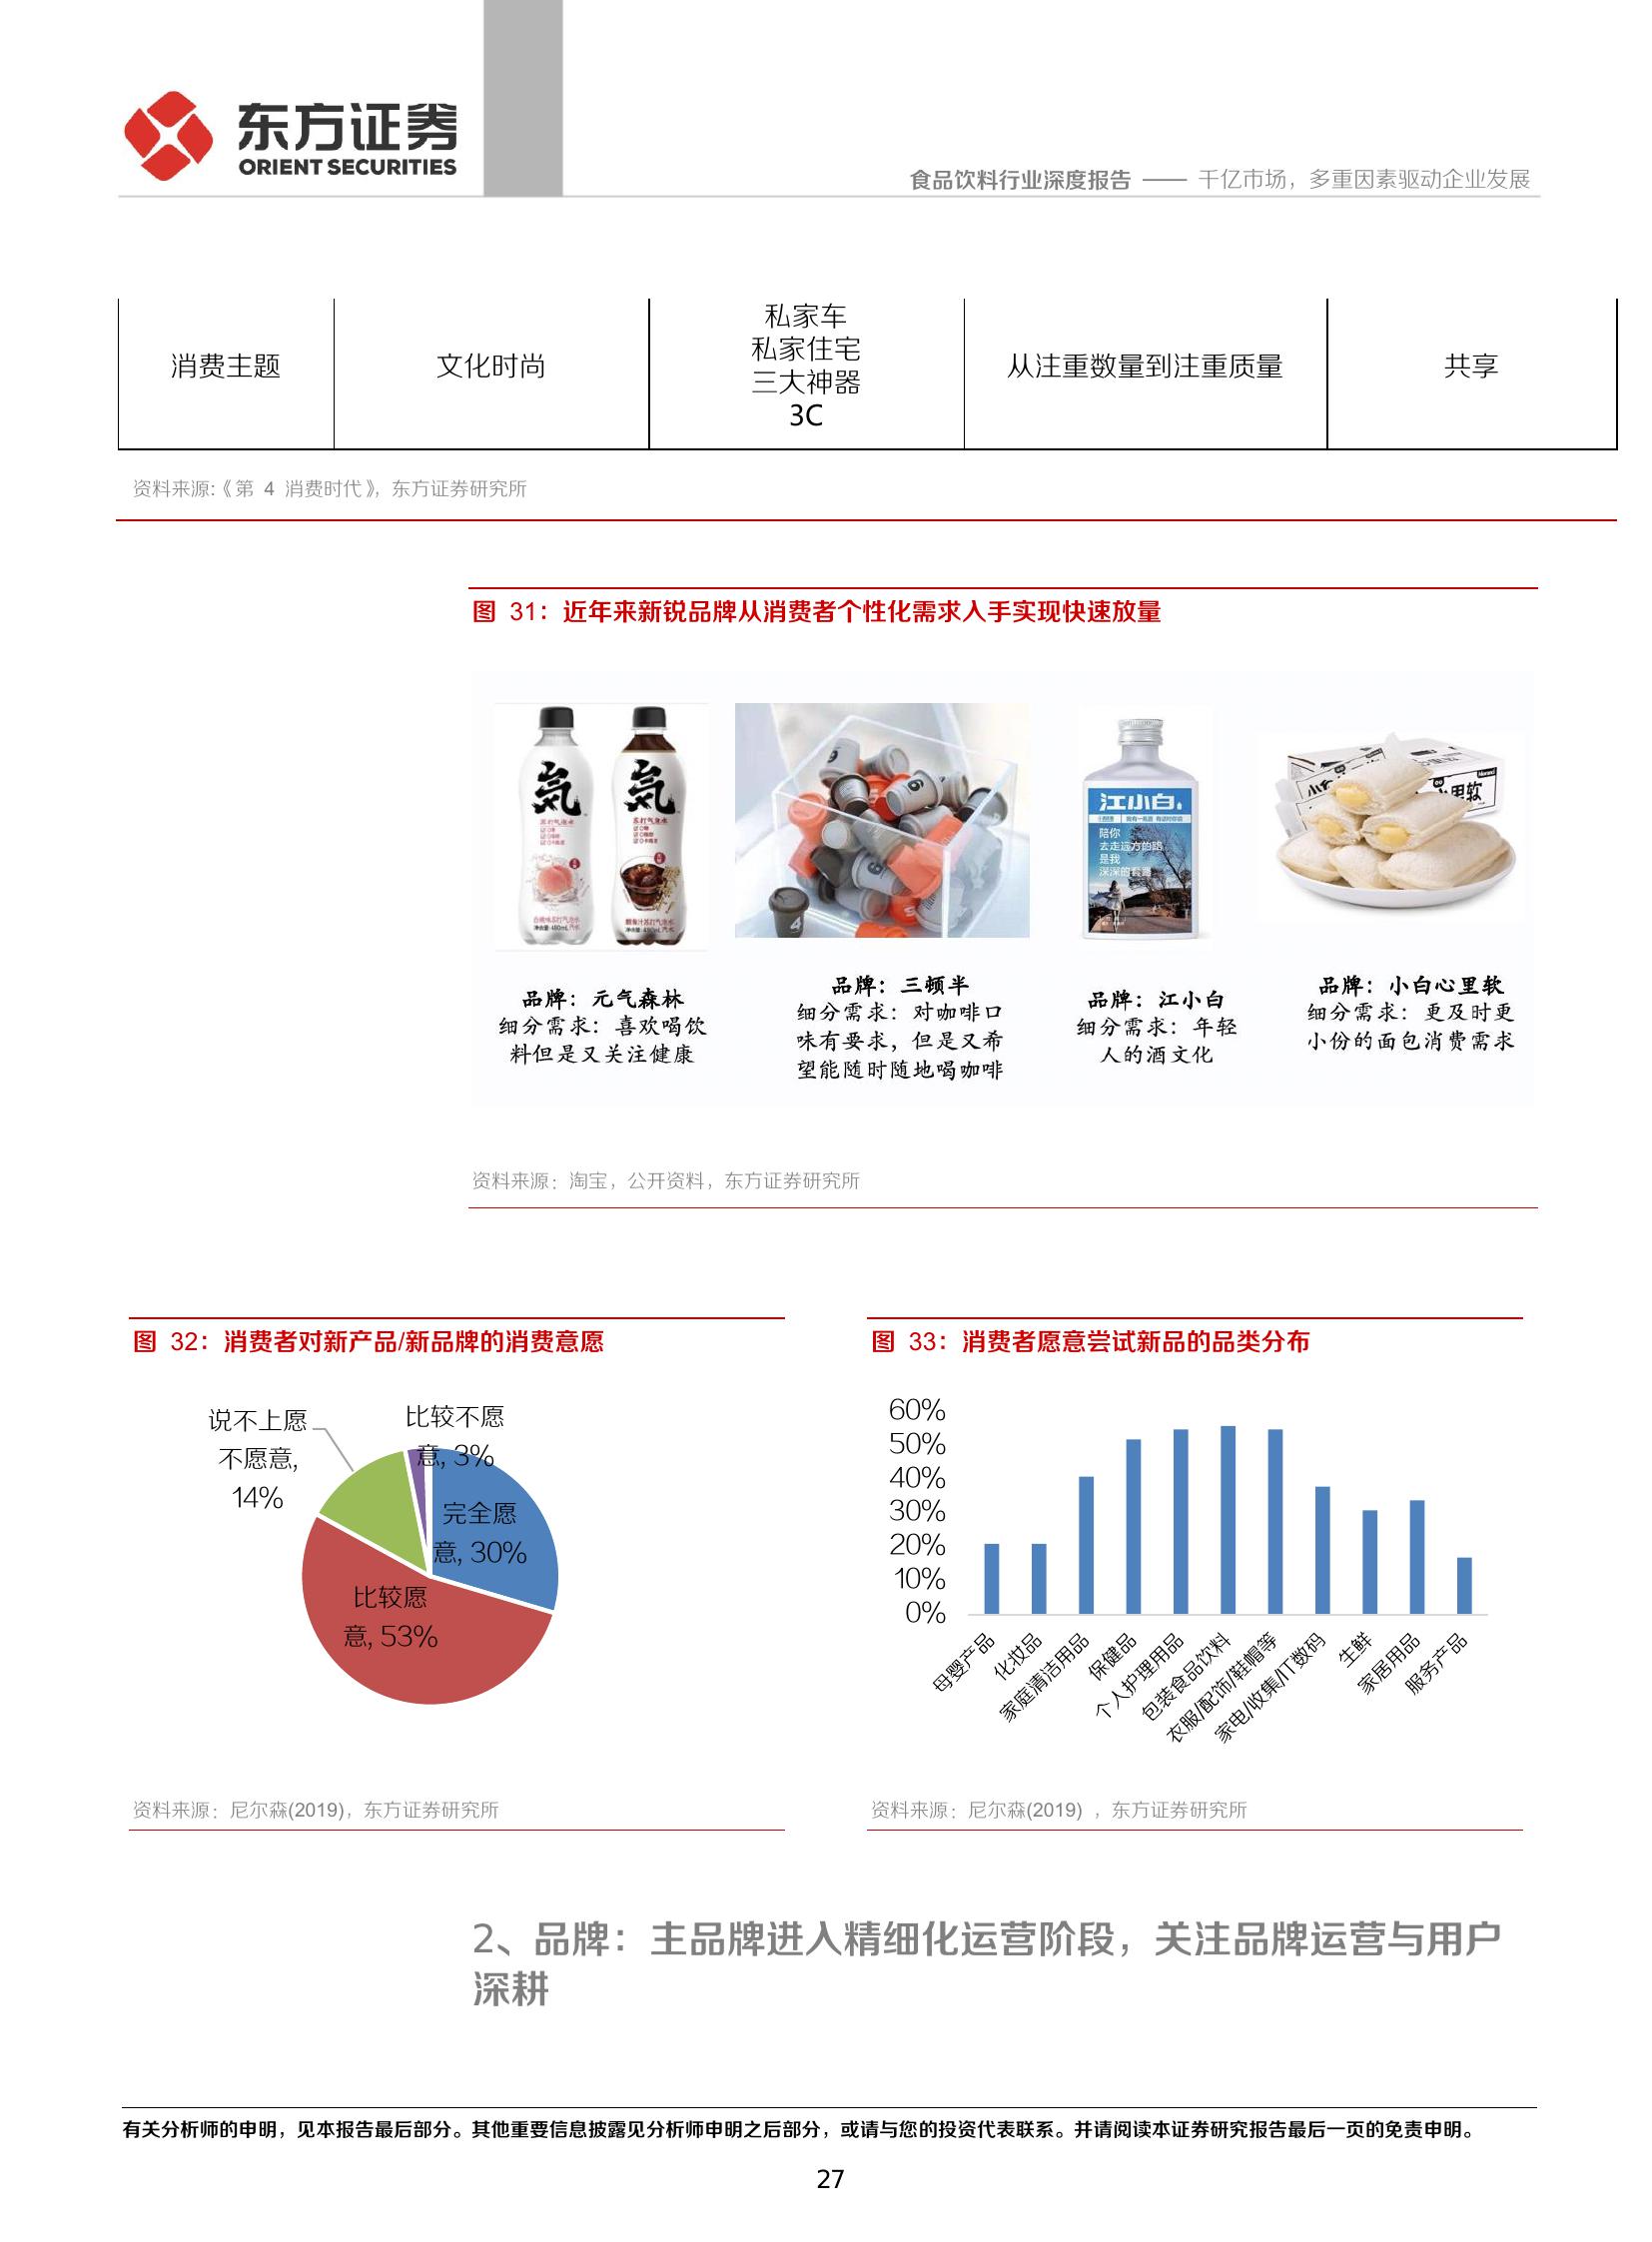 东方证券
ORIENT SECURITIES
食品饮料行业深度报告 —— 千亿市场，多重因素驱动企业发展
消费主题
文化时尚
私家车
私家住宅
三大神器
3C
从注重数量到注重质量
共享
资料来源:《第 4 消费时代》，东方证券研究所
图 31：近年来新锐品牌从消费者个性化需求入手实现快速放量
江小白
陪你
去走远方的路
是我
深深的套路
品牌：元气森林
细分需求：喜欢喝饮
料但是又关注健康
品牌：三顿半
细分需求：对咖啡口
味有要求，但是又希
望能随时随地喝咖啡
品牌：江小白
细分需求：年轻
人的酒文化
品牌：小白心里软
细分需求：更及时更
小份的面包消费需求
资料来源：淘宝，公开资料，东方证券研究所
图 32：消费者对新产品/新品牌的消费意愿
说不上愿
不愿意,
14%
比较不愿
意, 3%
完全愿
意, 30%
比较愿
意, 53%
资料来源：尼尔森(2019)，东方证券研究所
图 33：消费者愿意尝试新品的品类分布
60%
50%
40%
30%
20%
10%
0%
母婴产品
化妆品
家庭清洁用品
保健品
个人护理用品
包装食品饮料
衣服/配饰/鞋帽等
家电/收集/IT数码
生鲜
家居用品
服务产品
资料来源：尼尔森(2019) ，东方证券研究所
2、品牌：主品牌进入精细化运营阶段，关注品牌运营与用户
深耕
有关分析师的申明，见本报告最后部分。其他重要信息披露见分析师申明之后部分，或请与您的投资代表联系。并请阅读本证券研究报告最后一页的免责申明。
27